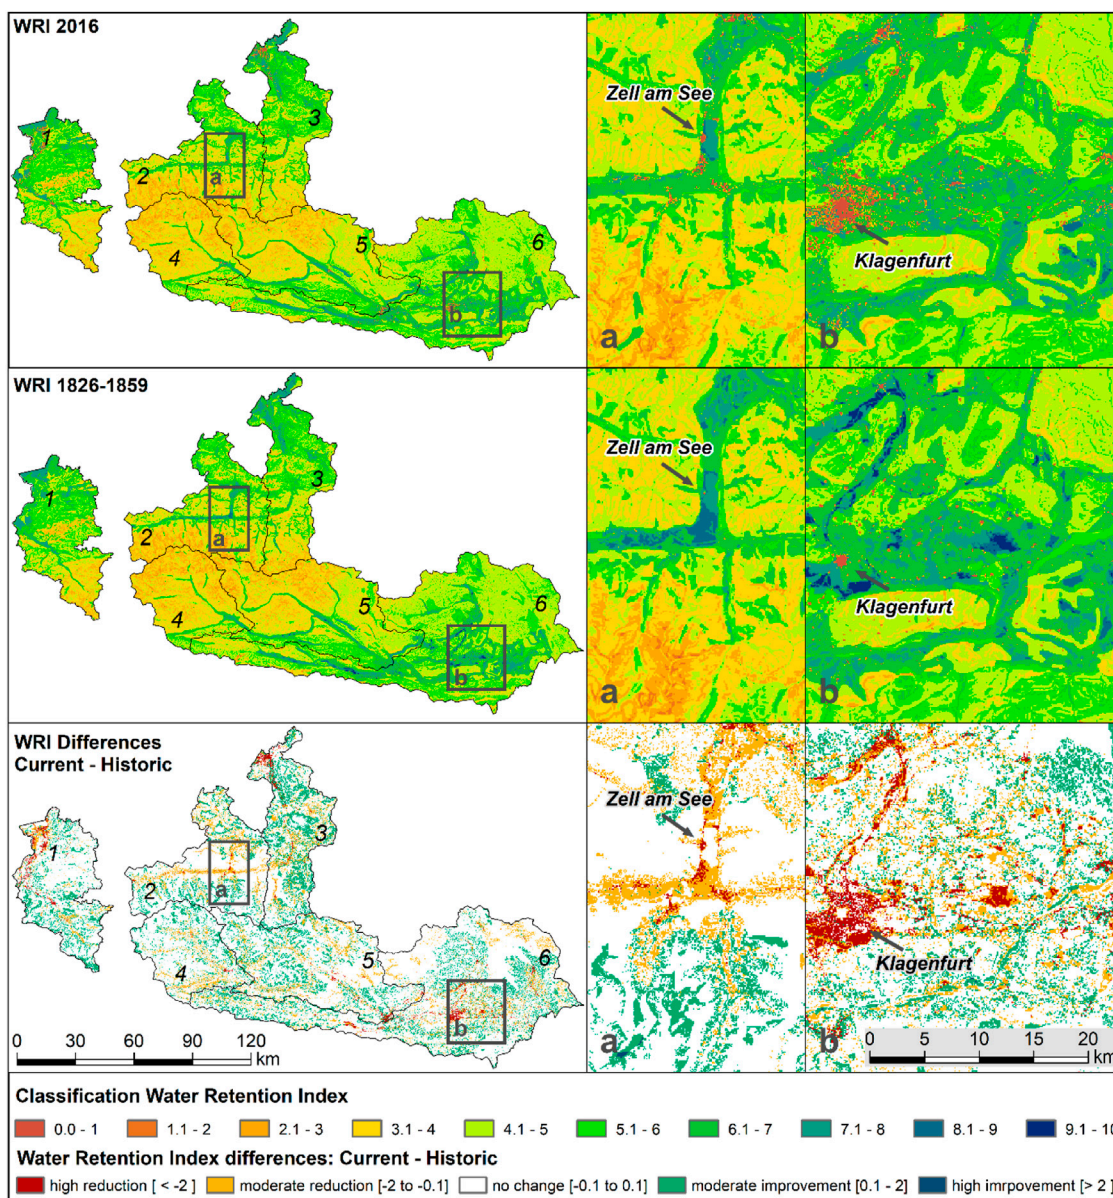 WRI 2016
1
2
3
4
5
6
a
b
Zell am See
a
Klagenfurt
b
WRI 1826-1859
1
2
3
4
5
6
a
b
Zell am See
a
Klagenfurt
b
WRI Differences
Current - Historic
1
2
3
4
5
6
a
b
0 30 60 90 120
km
Zell am See
a
Klagenfurt
b
0 5 10 15 20
km
Classification Water Retention Index
0.0 - 1 1.1 - 2 2.1 - 3 3.1 - 4 4.1 - 5 5.1 - 6 6.1 - 7 7.1 - 8 8.1 - 9 9.1 - 10
Water Retention Index differences: Current - Historic
high reduction [ < -2 ] moderate reduction [-2 to -0.1] no change [-0.1 to 0.1] moderate improvement [0.1 - 2] high imrpovement [> 2 ]